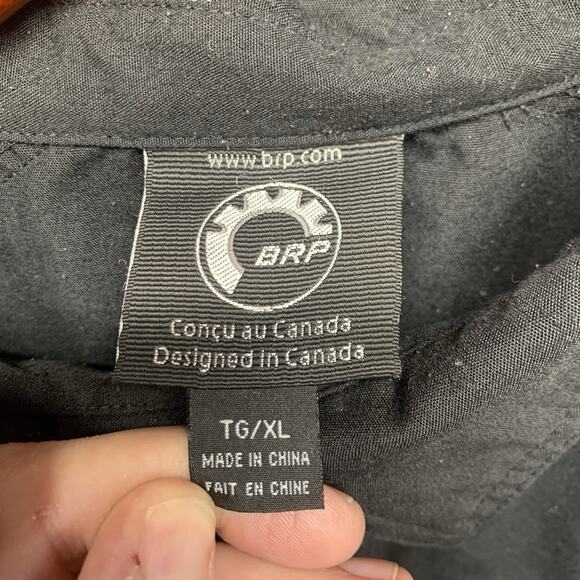 www.brp.com
BRP
Conçu au Canada
Designed in Canada
TG/XL
MADE IN CHINA
FAIT EN CHINE